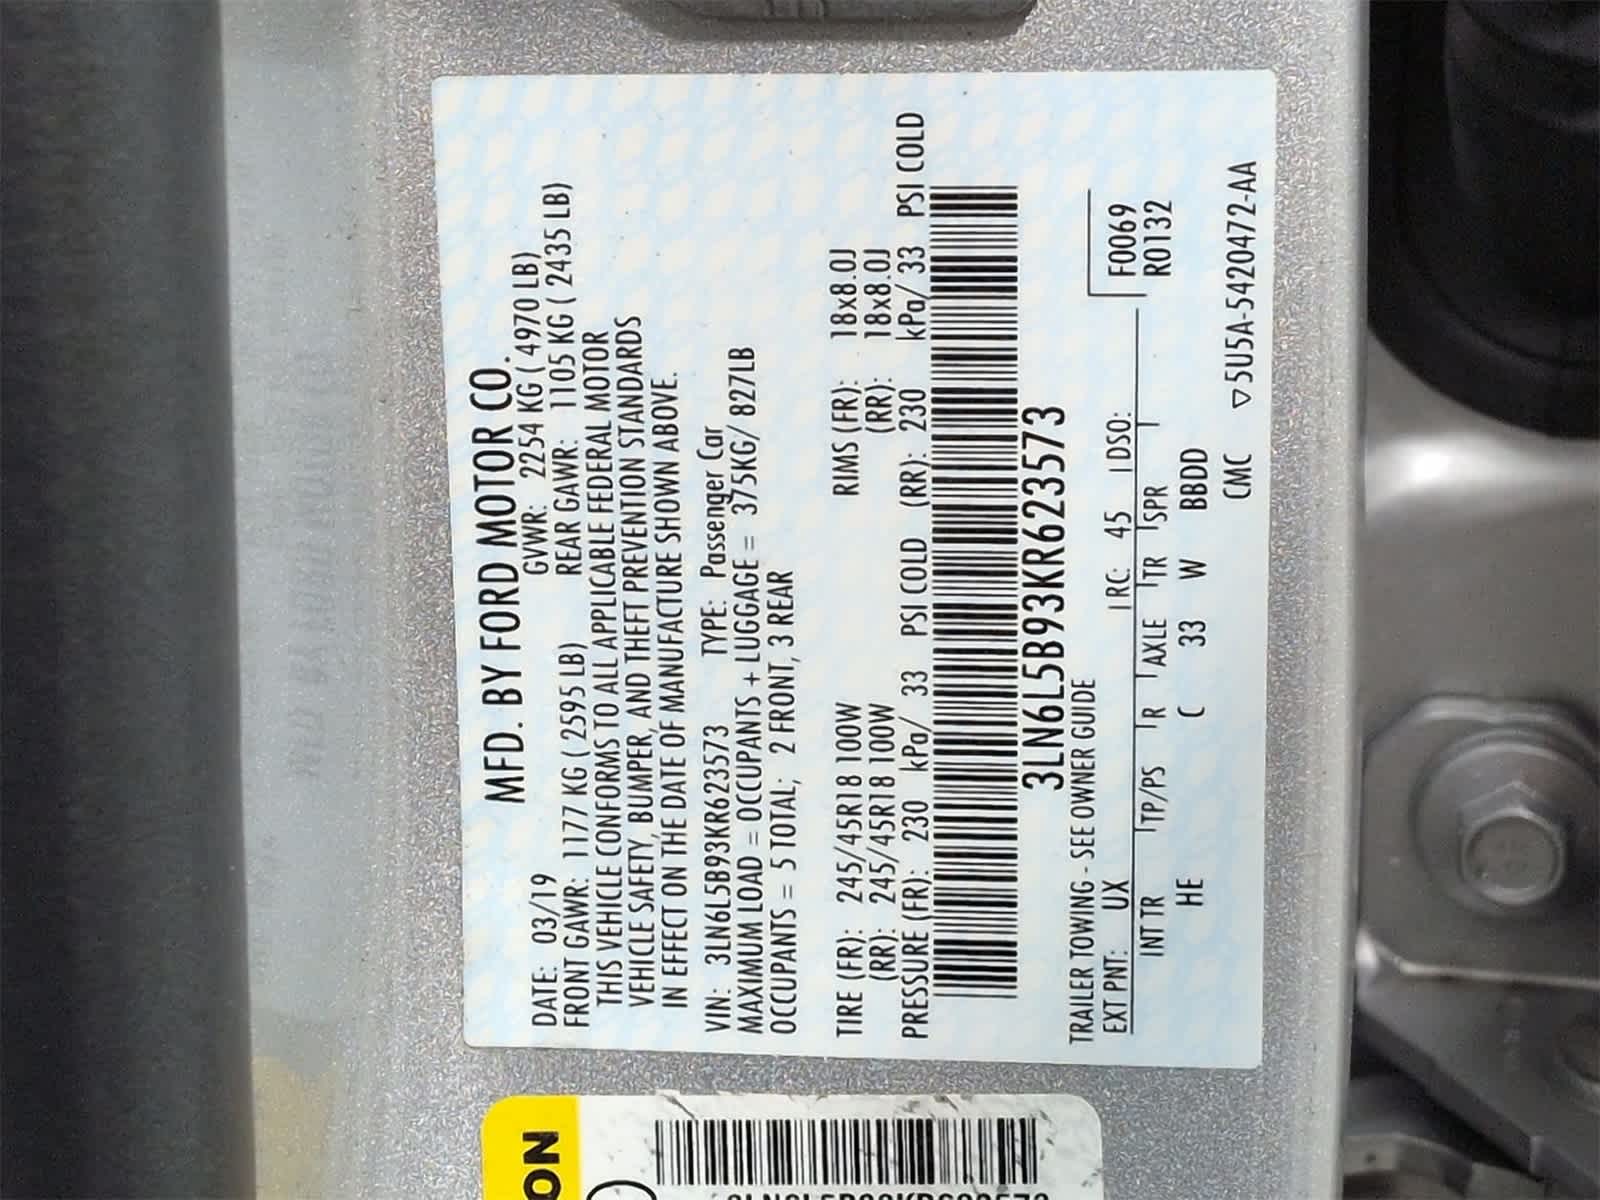 MFD. BY FORD MOTOR CO.
DATE: 03/19 GVWR: 2254 KG ( 4970 LB)
FRONT GAWR: 1177 KG ( 2595 LB) REAR GAWR: 1105 KG ( 2435 LB)
THIS VEHICLE CONFORMS TO ALL APPLICABLE FEDERAL MOTOR
VEHICLE SAFETY, BUMPER, AND THEFT PREVENTION STANDARDS
IN EFFECT ON THE DATE OF MANUFACTURE SHOWN ABOVE.
VIN: 3LN6L5B93KR623573 TYPE: Passenger Car
MAXIMUM LOAD = OCCUPANTS + LUGGAGE = 375KG/ 827LB
OCCUPANTS = 5 TOTAL; 2 FRONT, 3 REAR
TIRE (FR): 245/45R18 100W RIMS (FR): 18x8.0J
(RR): 245/45R18 100W (RR): 18x8.0J
PRESSURE (FR): 230 kPa/ 33 PSI COLD (RR): 230 kPa/ 33 PSI COLD
3LN6L5B93KR623573
TRAILER TOWING - SEE OWNER GUIDE
EXT PNT: UX RC: 45 DSO: F0069
INT TR TP/PS R AXLE TR SPR R0132
HE C 33 W BBDD
CMC ▽5U5A-5420472-AA
ON